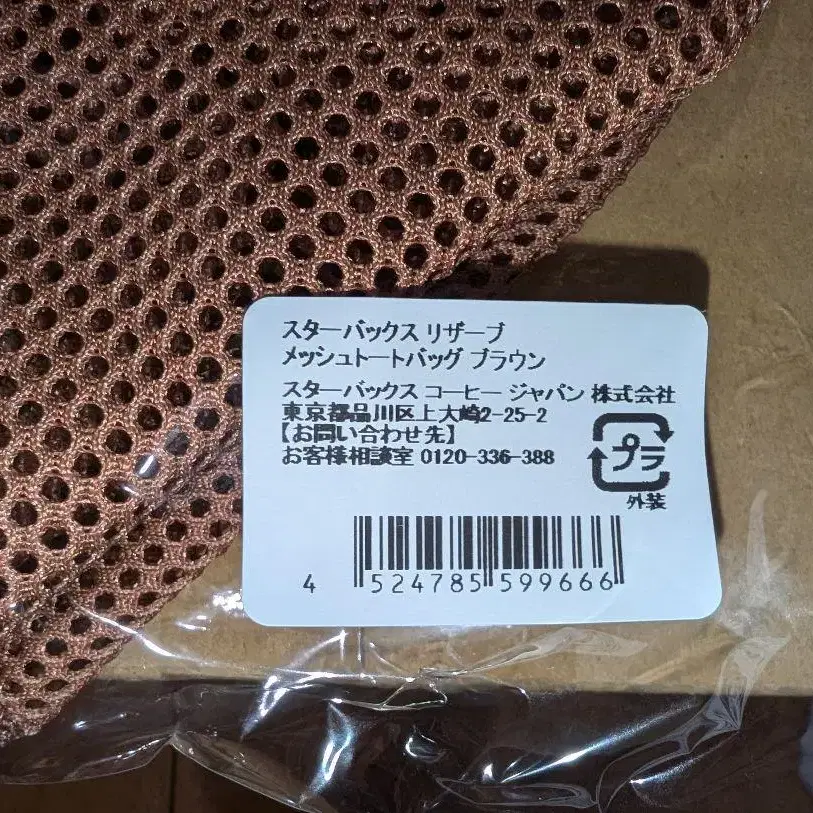 スターバックス リザーブ
メッシュトートバッグ ブラウン
スターバックス コーヒー ジャパン 株式会社
東京都品川区上大崎2-25-2
【お問い合わせ先】
お客様相談室 0120-336-388
プラ
外装
4 524785 599666